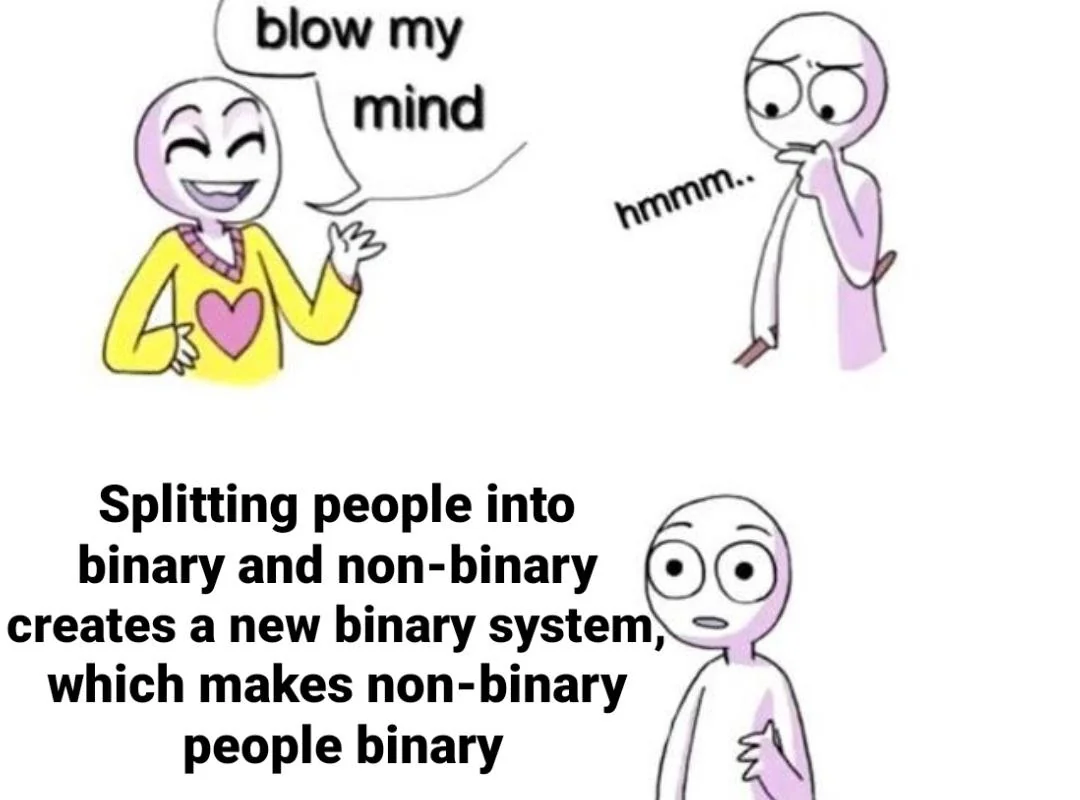 blow my
mind
hmmm..
Splitting people into
binary and non-binary
creates a new binary system,
which makes non-binary
people binary